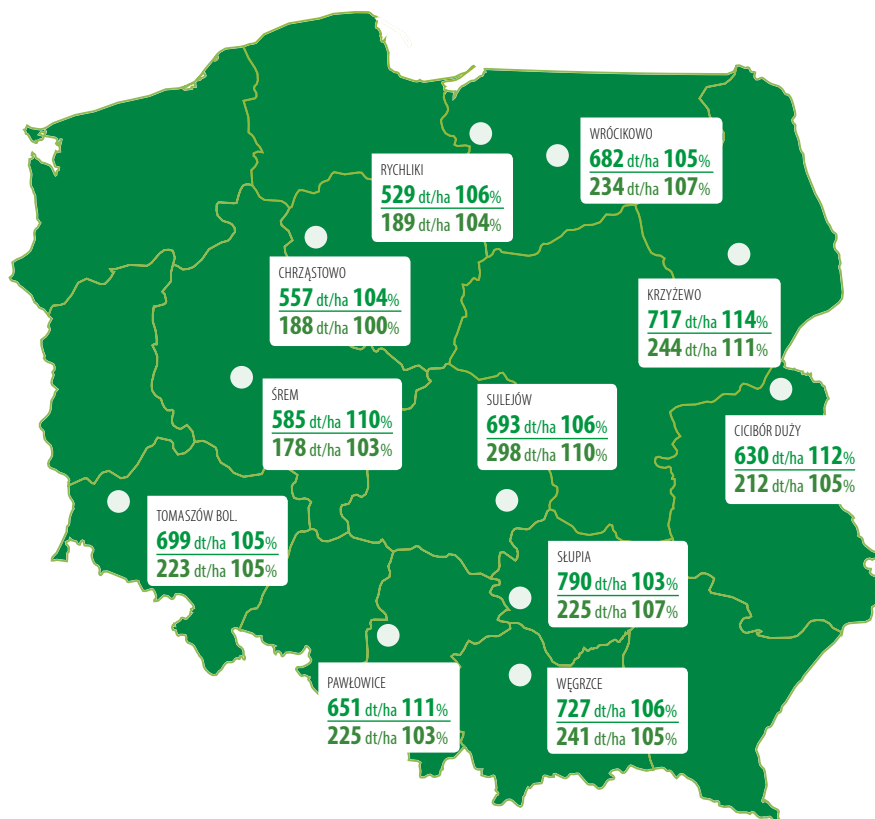 WRÓCIKOWO
682 dt/ha 105%
234 dt/ha 107%
RYCHLIKI
529 dt/ha 106%
189 dt/ha 104%
CHRZĄSTOWO
557 dt/ha 104%
188 dt/ha 100%
KRZYŻEWO
717 dt/ha 114%
244 dt/ha 111%
ŚREM
585 dt/ha 110%
178 dt/ha 103%
SULEJÓW
693 dt/ha 106%
298 dt/ha 110%
CICIBÓR DUŻY
630 dt/ha 112%
212 dt/ha 105%
TOMASZÓW BOL.
699 dt/ha 105%
223 dt/ha 105%
SŁUPIA
790 dt/ha 103%
225 dt/ha 107%
PAWŁOWICE
651 dt/ha 111%
225 dt/ha 103%
WĘGRZCE
727 dt/ha 106%
241 dt/ha 105%